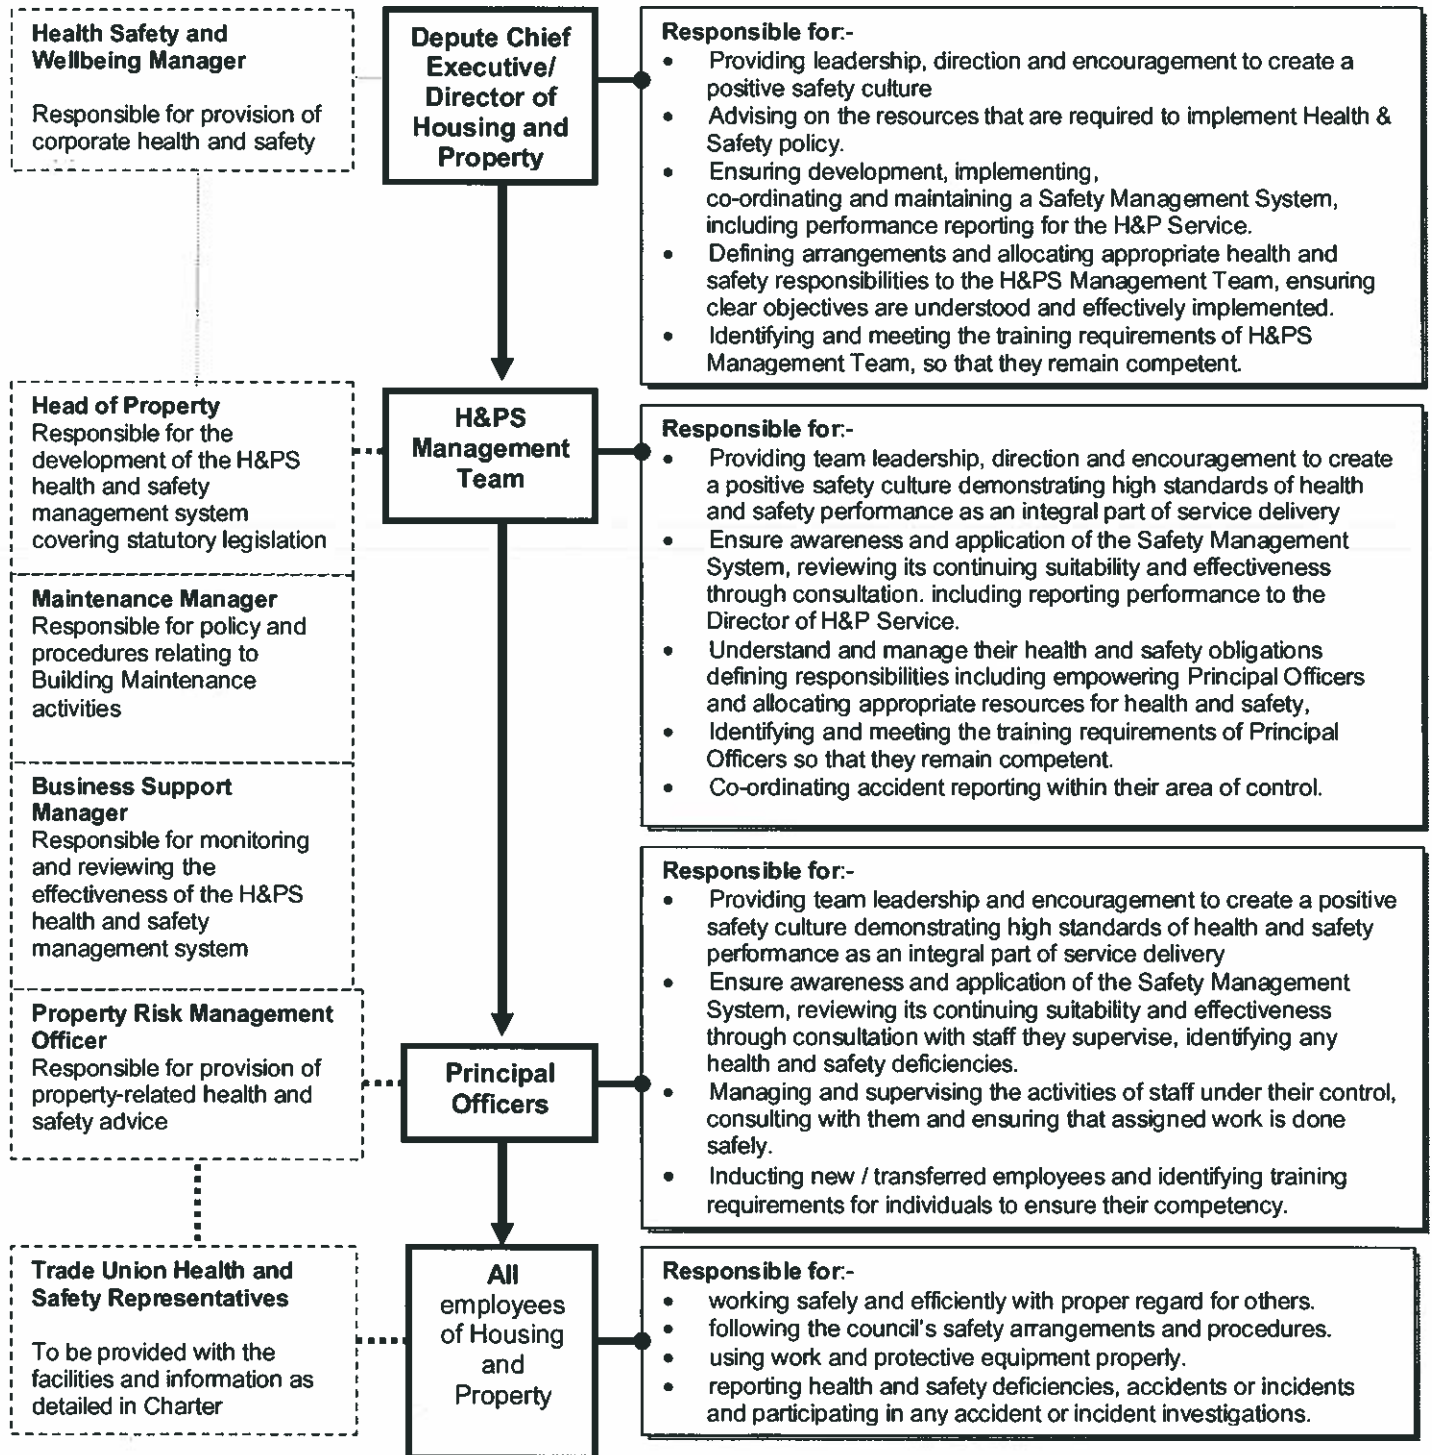 Health Safety and
Wellbeing Manager
Responsible for provision of
corporate health and safety
Depute Chief
Executive/
Director of
Housing and
Property
Responsible for:-
• Providing leadership, direction and encouragement to create a
positive safety culture
• Advising on the resources that are required to implement Health &
Safety policy.
• Ensuring development, implementing,
co-ordinating and maintaining a Safety Management System,
including performance reporting for the H&P Service.
• Defining arrangements and allocating appropriate health and
safety responsibilities to the H&PS Management Team, ensuring
clear objectives are understood and effectively implemented.
• Identifying and meeting the training requirements of H&PS
Management Team, so that they remain competent.
Head of Property
Responsible for the
development of the H&PS
health and safety
management system
covering statutory legislation
Maintenance Manager
Responsible for policy and
procedures relating to
Building Maintenance
activities
Business Support
Manager
Responsible for monitoring
and reviewing the
effectiveness of the H&PS
health and safety
management system
H&PS
Management
Team
Responsible for:-
• Providing team leadership, direction and encouragement to create
a positive safety culture demonstrating high standards of health
and safety performance as an integral part of service delivery
• Ensure awareness and application of the Safety Management
System, reviewing its continuing suitability and effectiveness
through consultation. including reporting performance to the
Director of H&P Service.
• Understand and manage their health and safety obligations
defining responsibilities including empowering Principal Officers
and allocating appropriate resources for health and safety,
• Identifying and meeting the training requirements of Principal
Officers so that they remain competent.
• Co-ordinating accident reporting within their area of control.
Property Risk Management
Officer
Responsible for provision of
property-related health and
safety advice
Principal
Officers
Responsible for:-
• Providing team leadership and encouragement to create a positive
safety culture demonstrating high standards of health and safety
performance as an integral part of service delivery
• Ensure awareness and application of the Safety Management
System, reviewing its continuing suitability and effectiveness
through consultation with staff they supervise, identifying any
health and safety deficiencies.
• Managing and supervising the activities of staff under their control,
consulting with them and ensuring that assigned work is done
safely.
• Inducting new / transferred employees and identifying training
requirements for individuals to ensure their competency.
Trade Union Health and
Safety Representatives
To be provided with the
facilities and information as
detailed in Charter
All
employees
of Housing
and
Property
Responsible for:-
• working safely and efficiently with proper regard for others.
• following the council's safety arrangements and procedures.
• using work and protective equipment properly.
• reporting health and safety deficiencies, accidents or incidents
and participating in any accident or incident investigations.